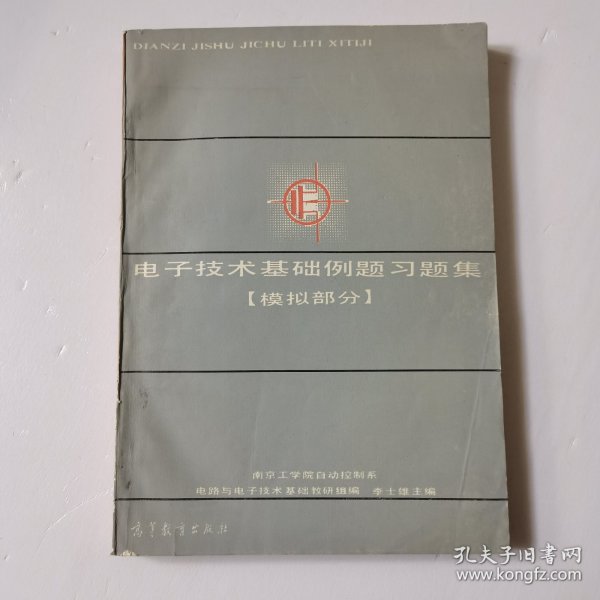 DIANZI JISHU JICHU LITI XITIJI
电子技术基础例题习题集
【模拟部分】
南京工学院自动控制系
电路与电子技术基础教研组编 李士雄主编
高等教育出版社
孔夫子旧书网
www.kongfz.com